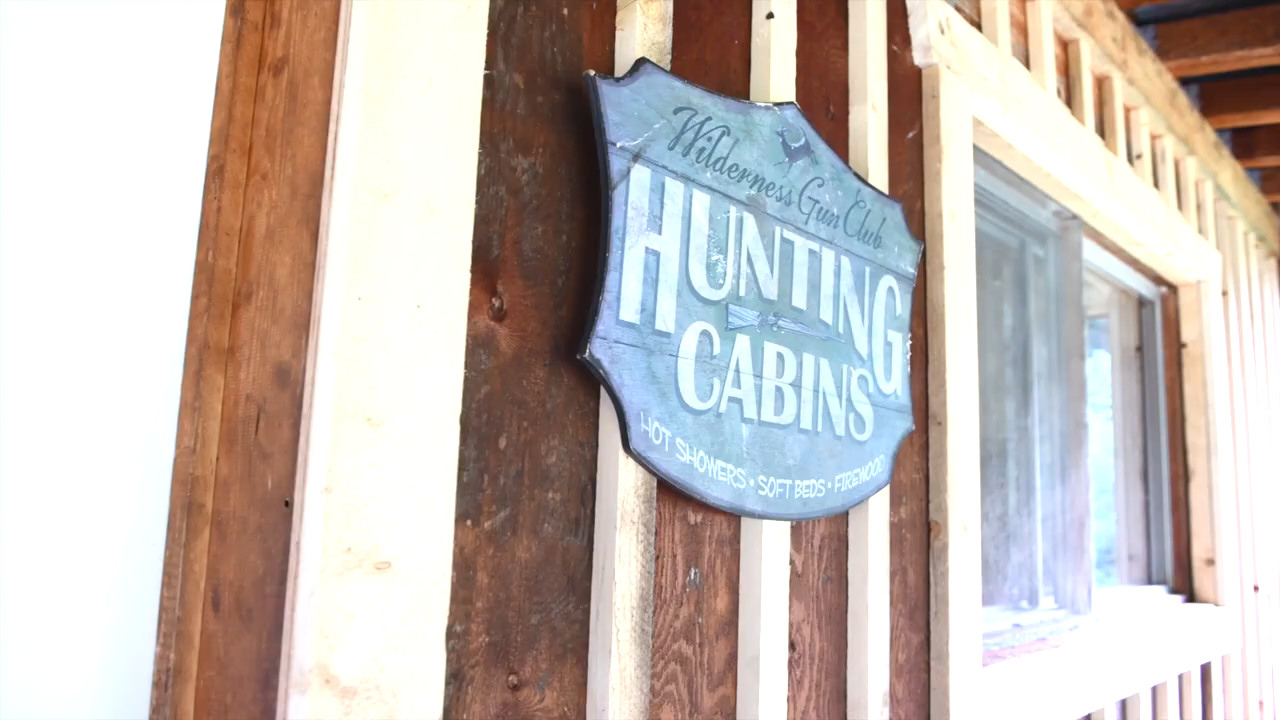 Wilderness Gun Club
HUNTING
CABINS
HOT SHOWERS • SOFT BEDS • FIREWOOD